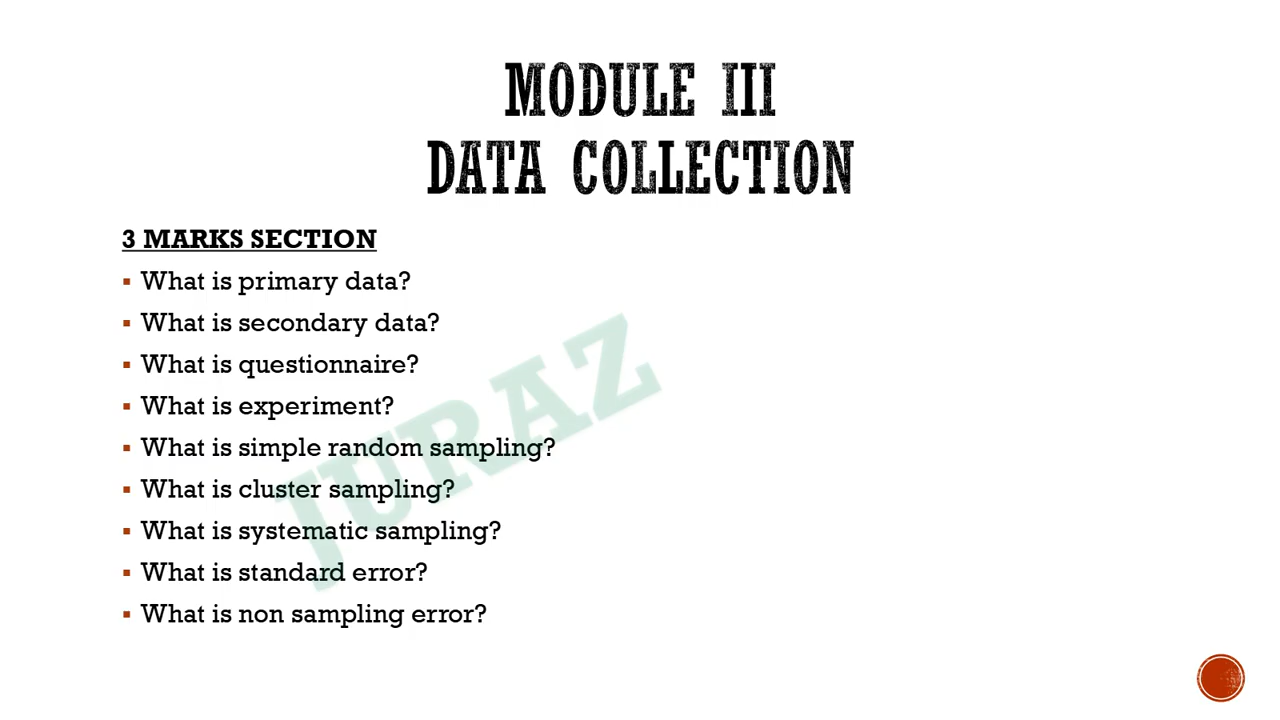 MODULE III
DATA COLLECTION
3 MARKS SECTION
▪ What is primary data?
▪ What is secondary data?
▪ What is questionnaire?
▪ What is experiment?
▪ What is simple random sampling?
▪ What is cluster sampling?
▪ What is systematic sampling?
▪ What is standard error?
▪ What is non sampling error?
JURAZ